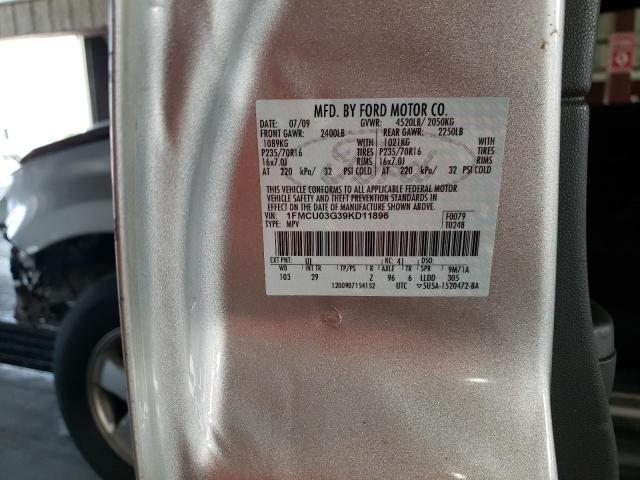 MFD. BY FORD MOTOR CO.
DATE: 07/09 GVWR: 4520LB/ 2050KG
FRONT GAWR: 2400LB REAR GAWR: 2250LB
1089KG WITH 1021KG WITH
P235/70R16 TIRES P235/70R16 TIRES
16x7.0J RIMS 16x7.0J RIMS
AT 220 kPa/ 32 PSI COLD AT 220 kPa/ 32 PSI COLD
THIS VEHICLE CONFORMS TO ALL APPLICABLE FEDERAL MOTOR
VEHICLE SAFETY AND THEFT PREVENTION STANDARDS IN
EFFECT ON THE DATE OF MANUFACTURE SHOWN ABOVE.
VIN: 1FMCU03G39KD11896 F0079
TYPE: MPV T0248
EXT PNT: UI RC: 41 DSO:
WB INT TR TP/PS R AXLE TR SPR 9M71A
103 29 Z 96 6 LLDD 305
1200907154152 UTC ▽5U5A-1520472-BA
Ford